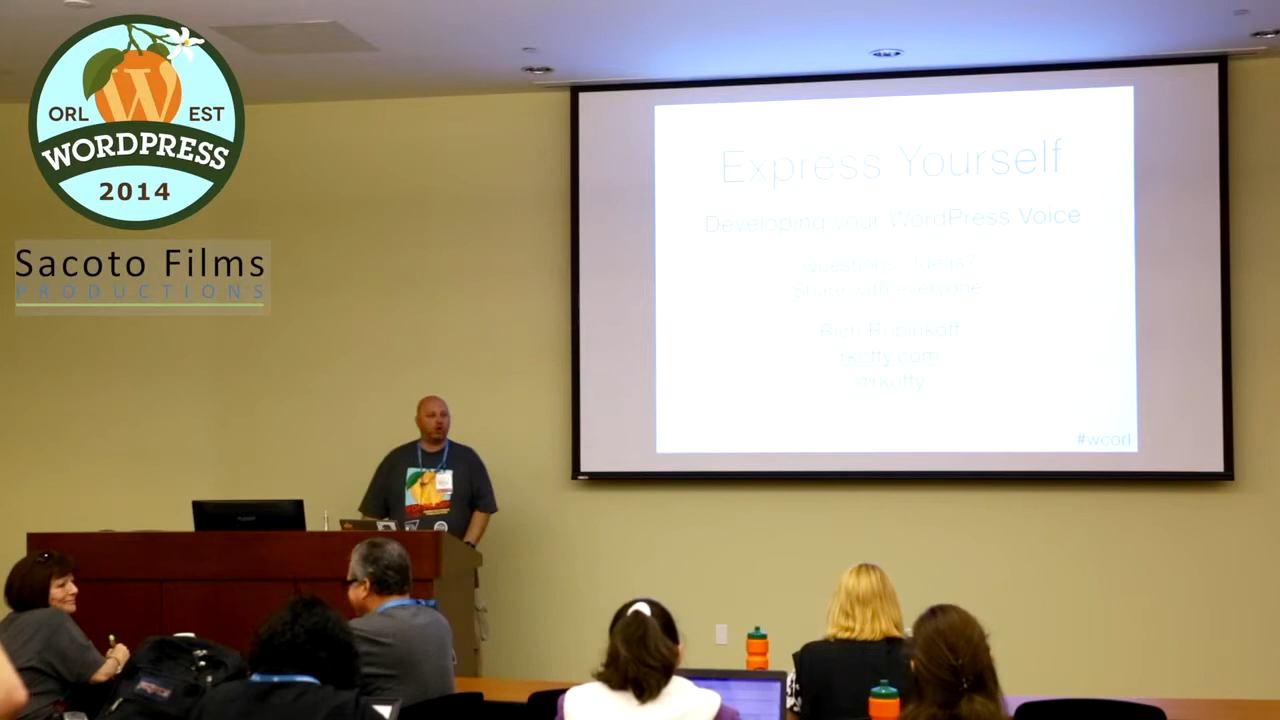 ORL EST
WORDPRESS
2014
Sacoto Films
PRODUCTIONS
Express Yourself
Developing your WordPress Voice
Questions? Ideas?
Share with everyone
Rich Rubinkoff
rkoffy.com
@rkoffy
#wcorl